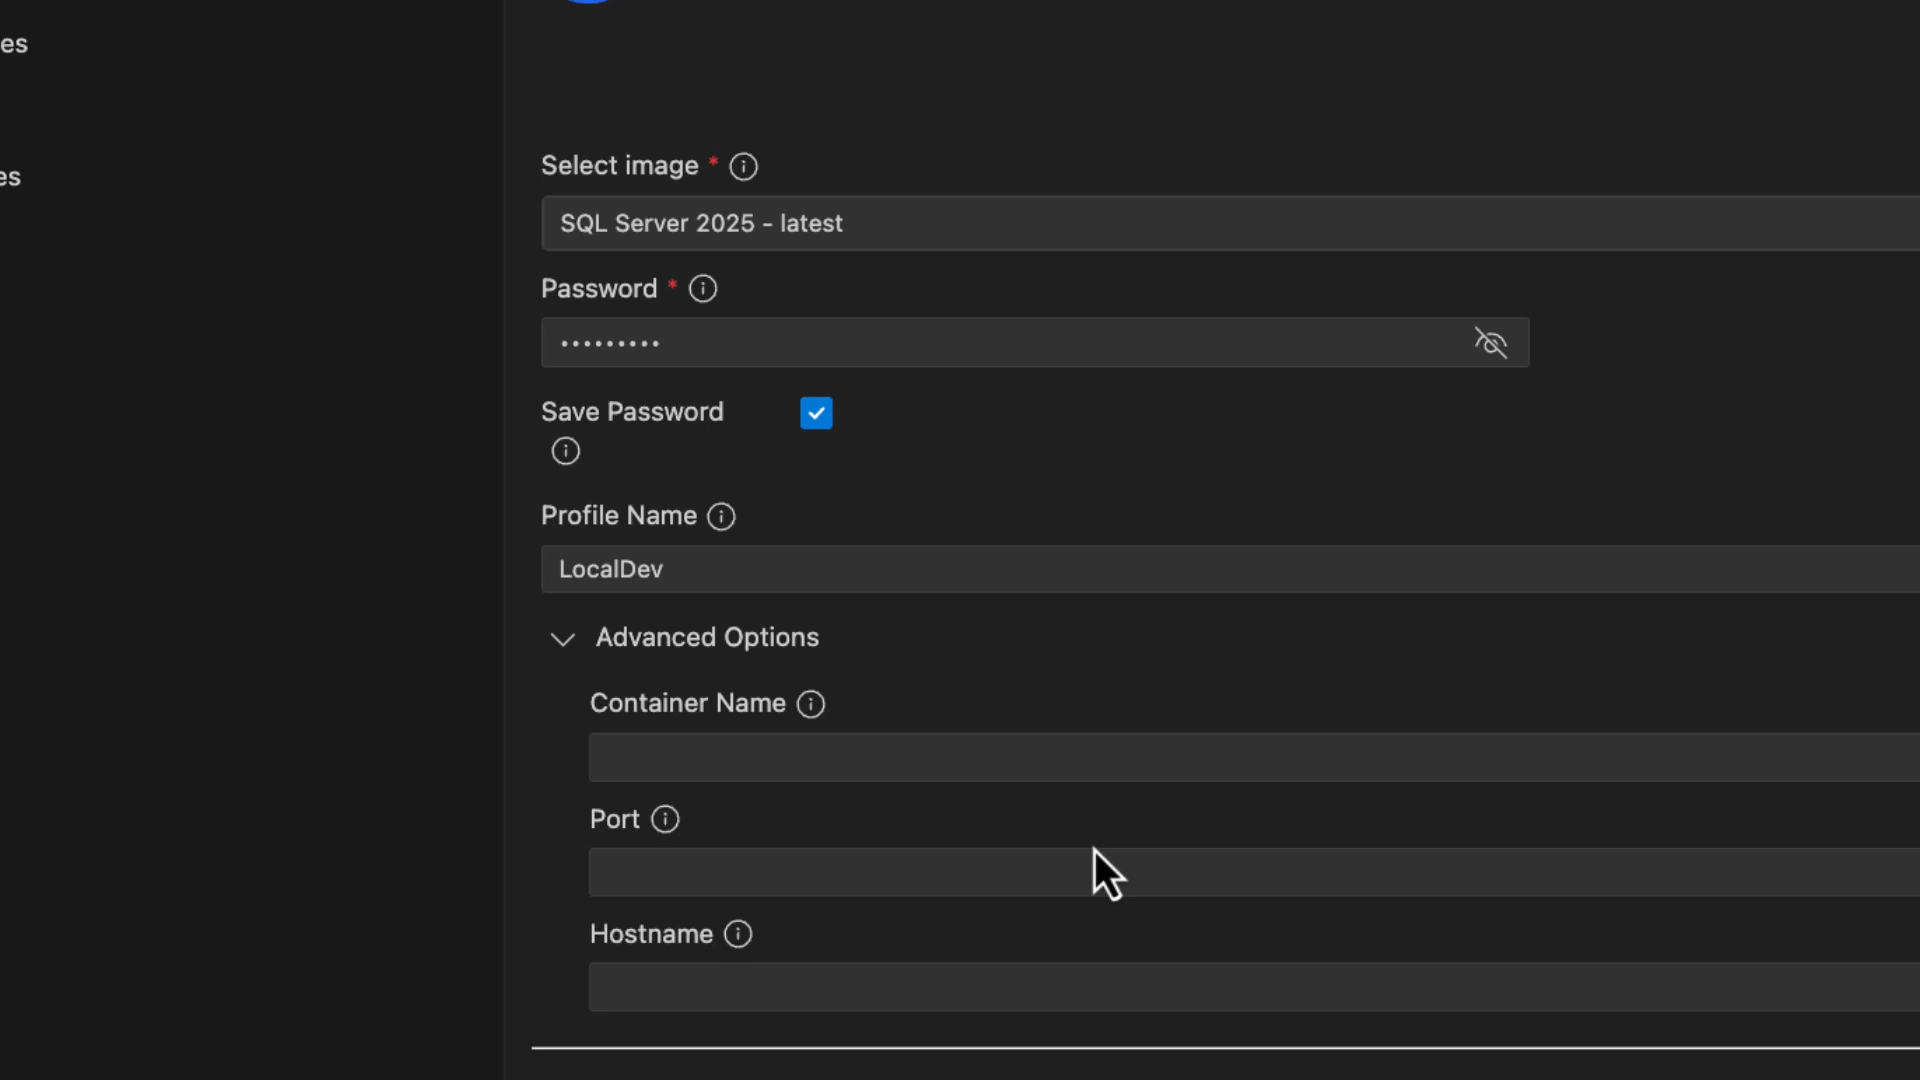 es
es
Select image *
SQL Server 2025 - latest
Password *
•••••••••
Save Password
Profile Name
LocalDev
Advanced Options
Container Name
Port
Hostname